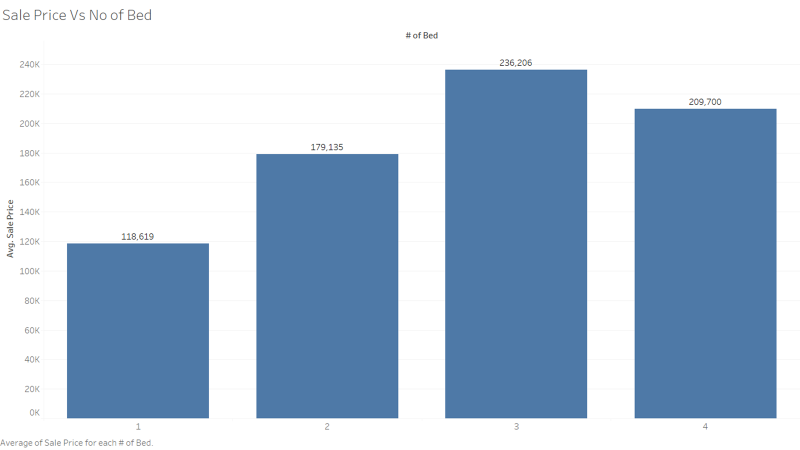 Sale Price Vs No of Bed
# of Bed
240K
220K
200K
180K
160K
140K
120K
100K
80K
60K
40K
20K
0K
Avg. Sale Price
118,619
179,135
236,206
209,700
1 2 3 4
Average of Sale Price for each # of Bed.